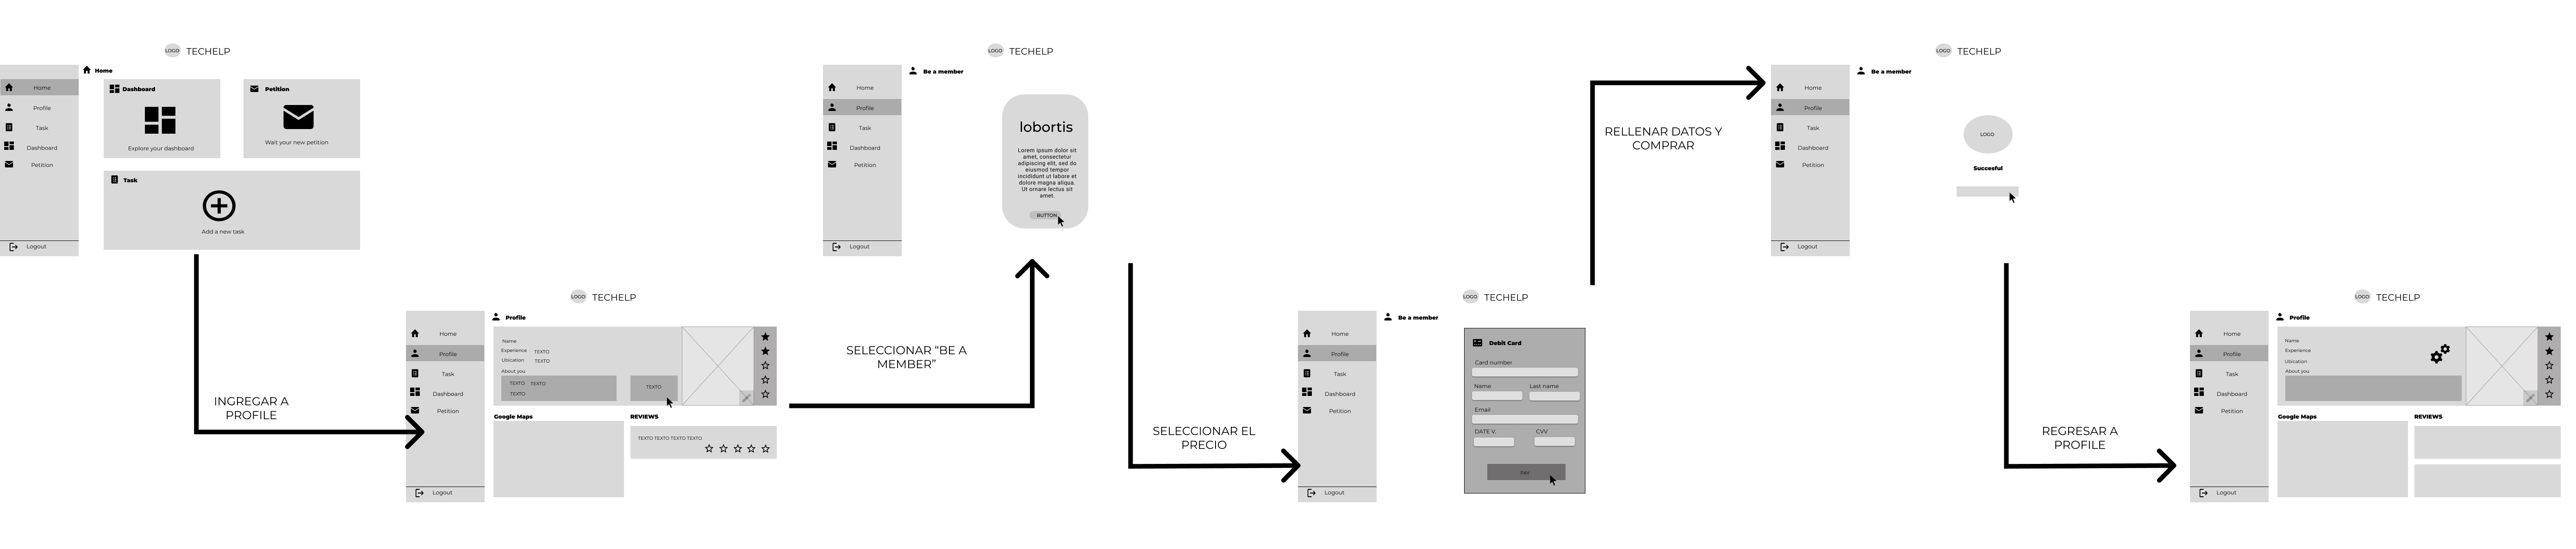 LOGO TECHELP
Home
Home
Profile
Task
Dashboard
Petition
Logout
Dashboard
Explore your dashboard
Petition
Wait your new petition
Task
Add a new task
INGREGAR A
PROFILE
LOGO TECHELP
Profile
Home
Profile
Task
Dashboard
Petition
Logout
Name
Experience TEXTO
Ubication TEXTO
About you
TEXTO TEXTO
TEXTO
TEXTO
Google Maps
REVIEWS
TEXTO TEXTO TEXTO TEXTO
SELECCIONAR “BE A
MEMBER”
LOGO TECHELP
Be a member
Home
Profile
Task
Dashboard
Petition
Logout
lobortis
Lorem ipsum dolor sit
amet, consectetur
adipiscing elit, sed do
eiusmod tempor
incididunt ut labore et
dolore magna aliqua.
Ut ornare lectus sit
amet.
BUTTON
SELECCIONAR EL
PRECIO
LOGO TECHELP
Be a member
Home
Profile
Task
Dashboard
Petition
Logout
Debit Card
Card number
Name Last name
Email
DATE V. CVV
PAY
RELLENAR DATOS Y
COMPRAR
LOGO TECHELP
Be a member
Home
Profile
Task
Dashboard
Petition
Logout
LOGO
Succesful
REGRESAR A
PROFILE
LOGO TECHELP
Profile
Home
Profile
Task
Dashboard
Petition
Logout
Name
Experience
Ubication
About you
Google Maps
REVIEWS